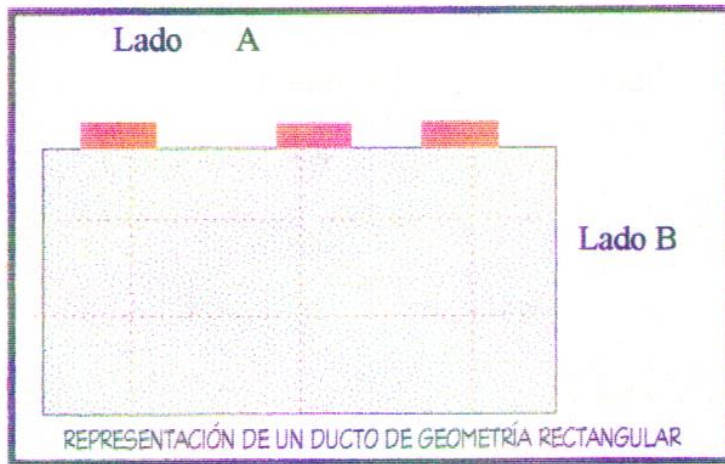 Lado A
Lado B
REPRESENTACIÓN DE UN DUCTO DE GEOMETRÍA RECTANGULAR